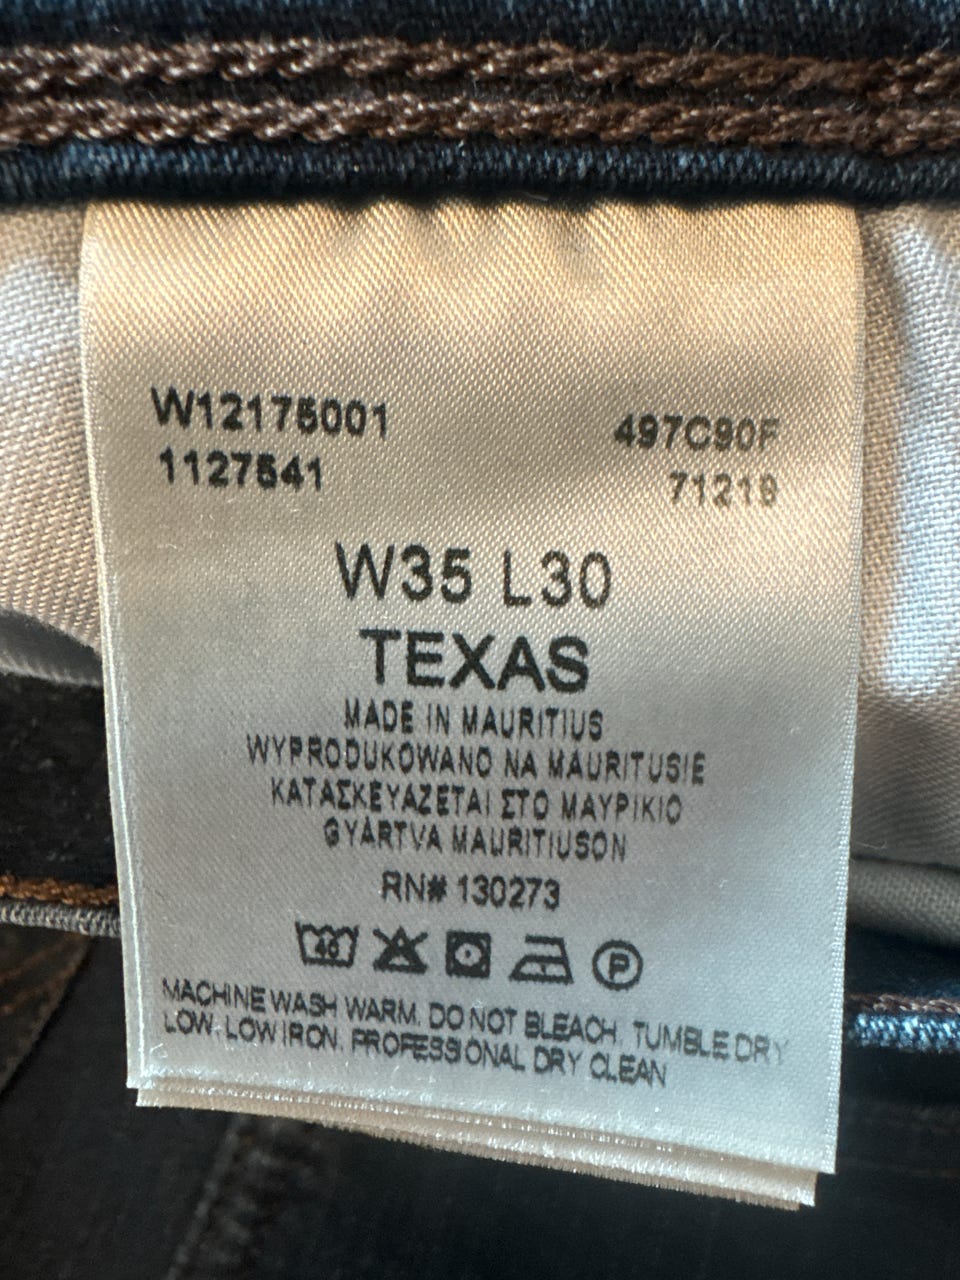 W12175001
1127541
497C90F
71219
W35 L30
TEXAS
MADE IN MAURITIUS
WYPRODUKOWANO NA MAURITUSIE
ΚΑΤΑΣΚΕΥΑΖΕΤΑΙ ΣΤΟ ΜΑΥΡΙΚΙΟ
GYÁRTVA MAURITIUSON
RN# 130273
40 P
MACHINE WASH WARM. DO NOT BLEACH. TUMBLE DRY
LOW. LOW IRON. PROFESSIONAL DRY CLEAN